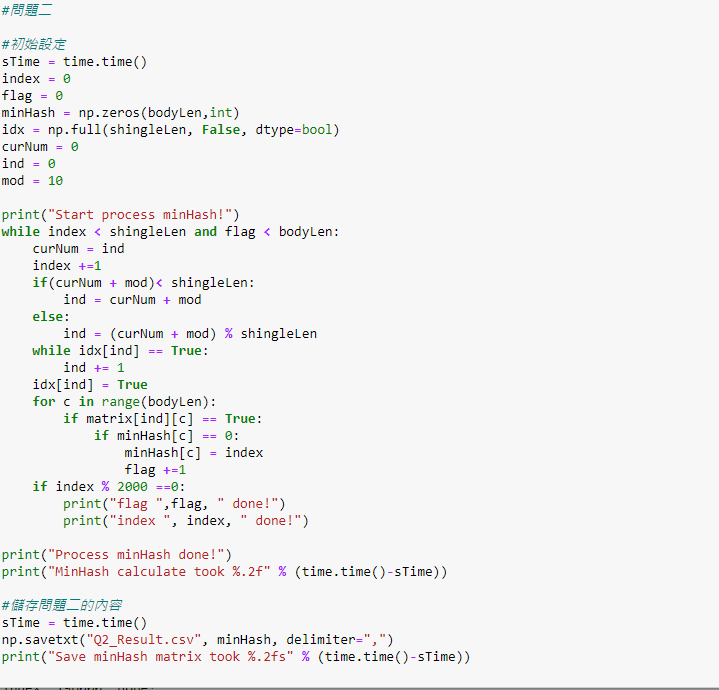 #問題二
#初始設定
sTime = time.time()
index = 0
flag = 0
minHash = np.zeros(bodyLen,int)
idx = np.full(shingleLen, False, dtype=bool)
curNum = 0
ind = 0
mod = 10
print("Start process minHash!")
while index < shingleLen and flag < bodyLen:
    curNum = ind
    index +=1
    if(curNum + mod)< shingleLen:
        ind = curNum + mod
    else:
        ind = (curNum + mod) % shingleLen
    while idx[ind] == True:
        ind += 1
    idx[ind] = True
    for c in range(bodyLen):
        if matrix[ind][c] == True:
            if minHash[c] == 0:
                minHash[c] = index
                flag +=1
    if index % 2000 ==0:
        print("flag ",flag, " done!")
        print("index ", index, " done!")
print("Process minHash done!")
print("MinHash calculate took %.2f" % (time.time()-sTime))
#儲存問題二的內容
sTime = time.time()
np.savetxt("Q2_Result.csv", minHash, delimiter=",")
print("Save minHash matrix took %.2fs" % (time.time()-sTime))